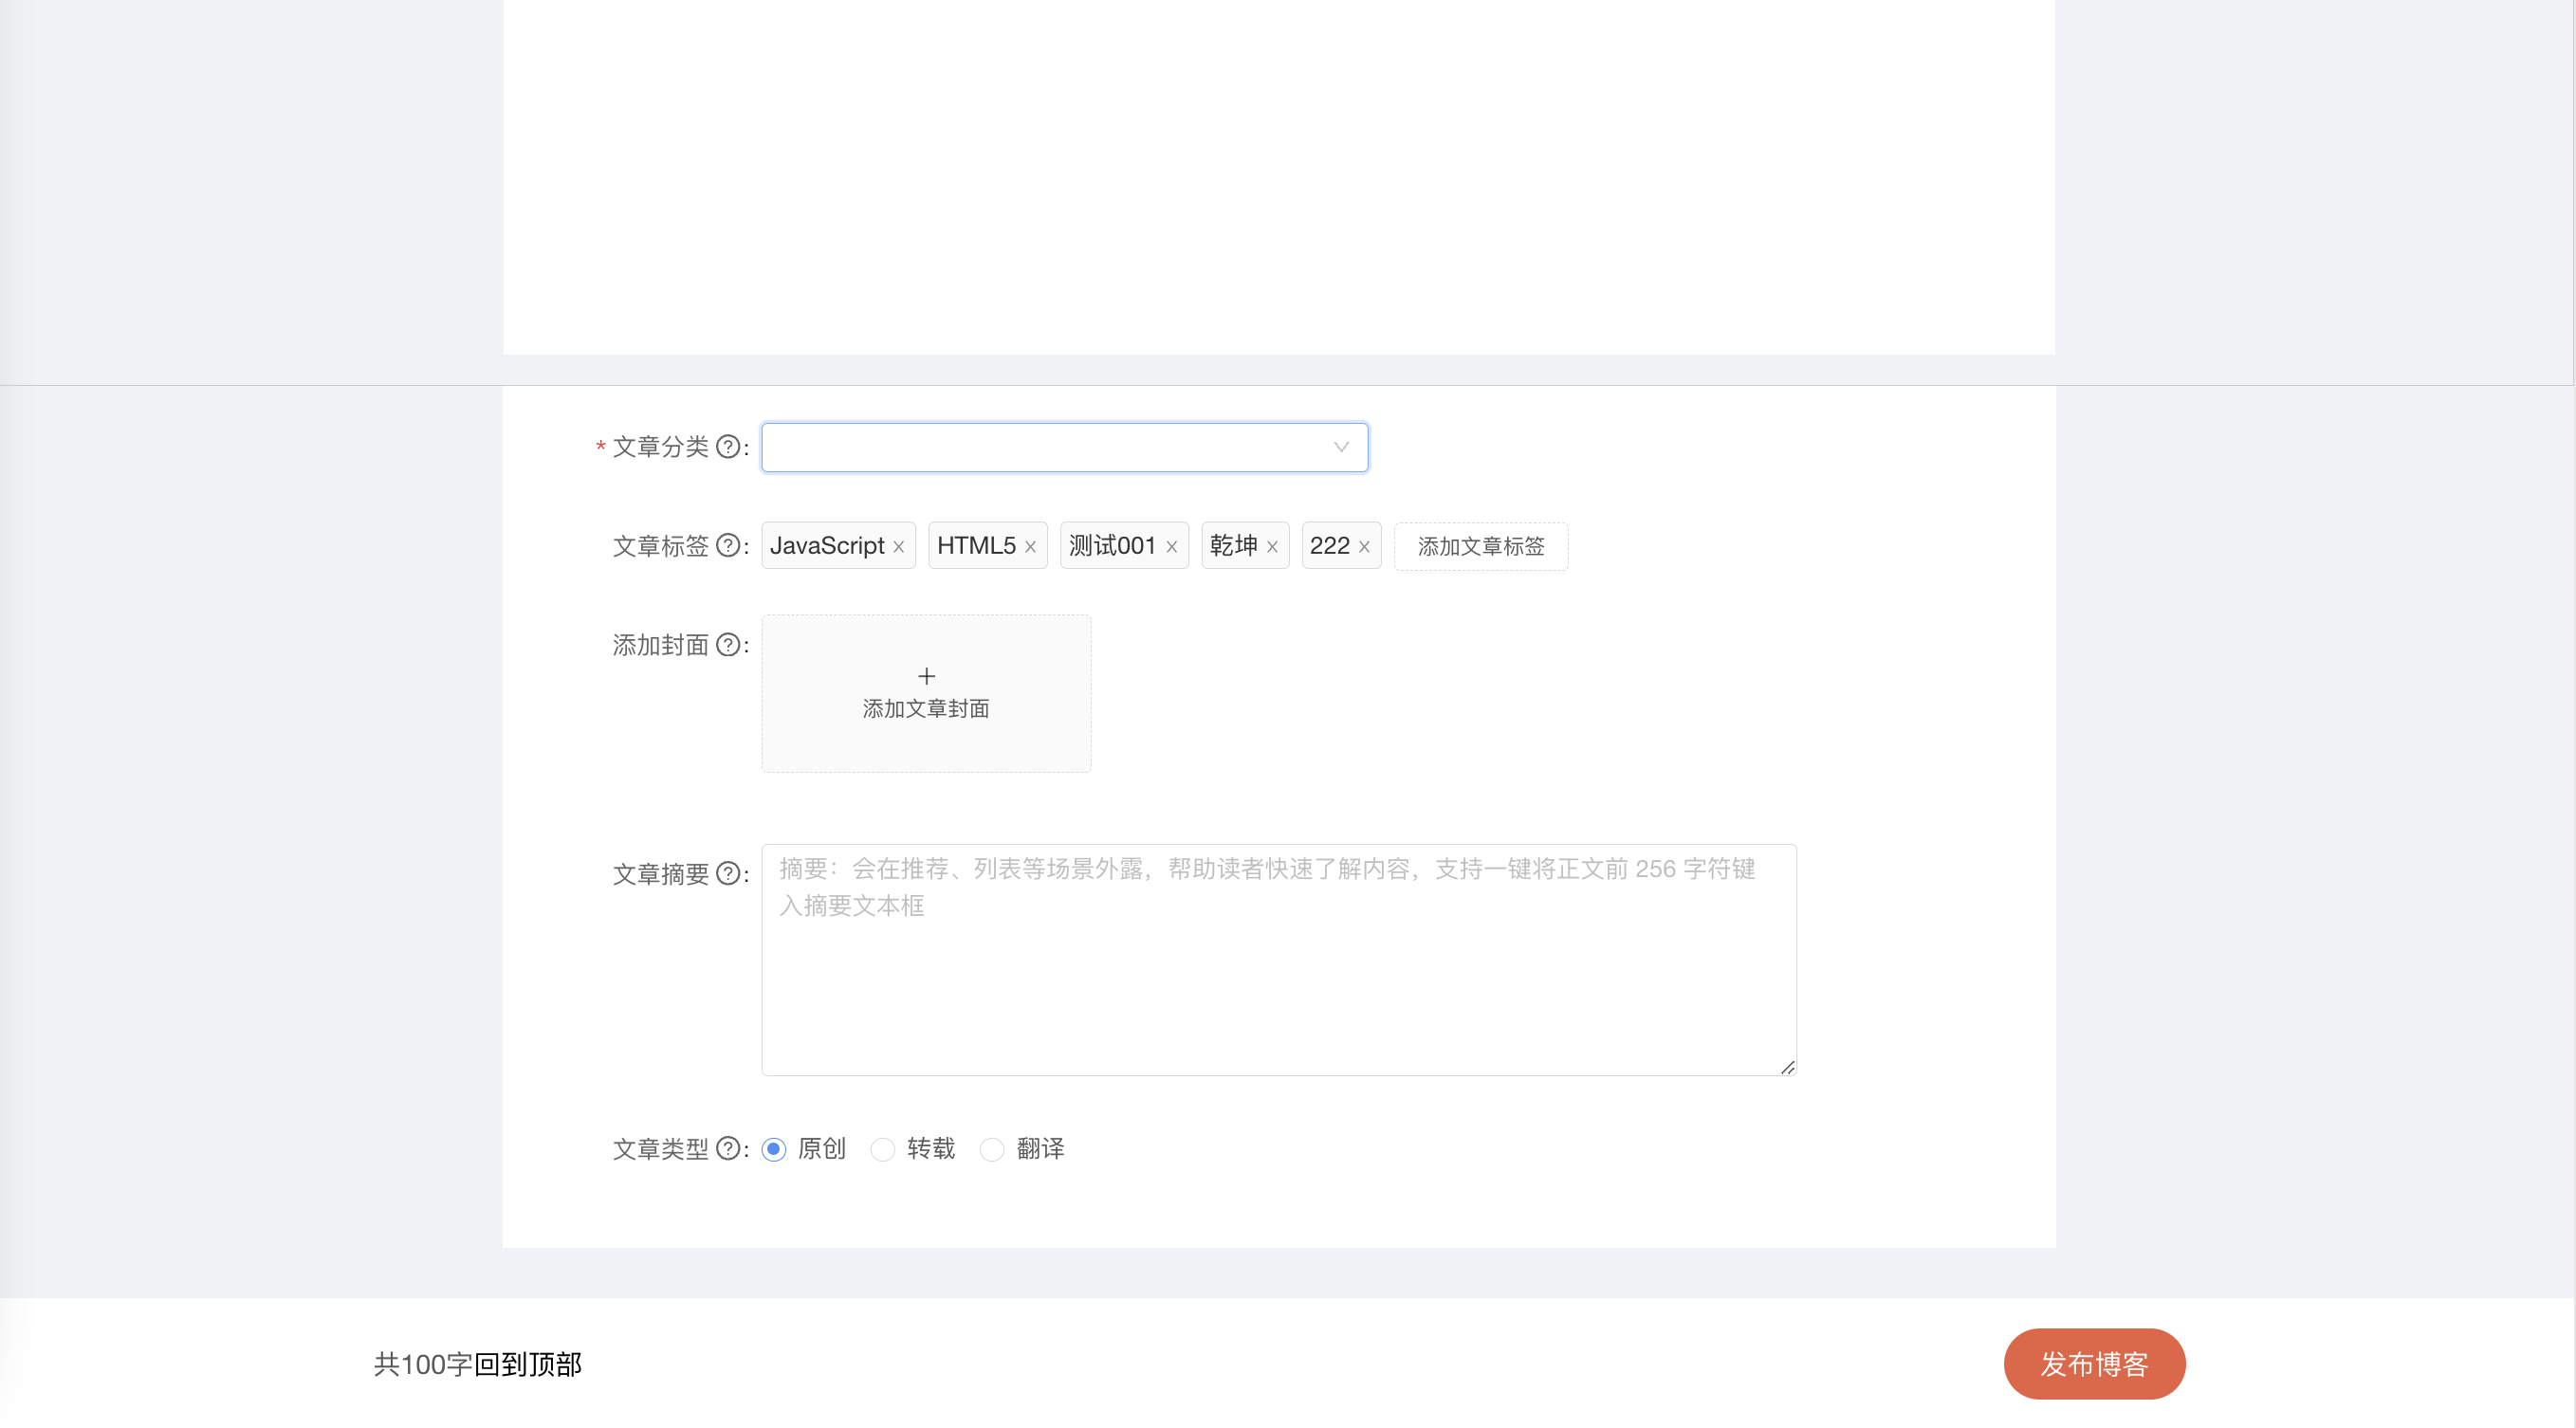 * 文章分类 ? :
文章标签 ? : JavaScript × HTML5 × 测试001 × 乾坤 × 222 × 添加文章标签
添加封面 ? :
+
添加文章封面
文章摘要 ? : 摘要：会在推荐、列表等场景外露，帮助读者快速了解内容，支持一键将正文前 256 字符键
入摘要文本框
文章类型 ? : 原创 转载 翻译
共100字回到顶部 发布博客